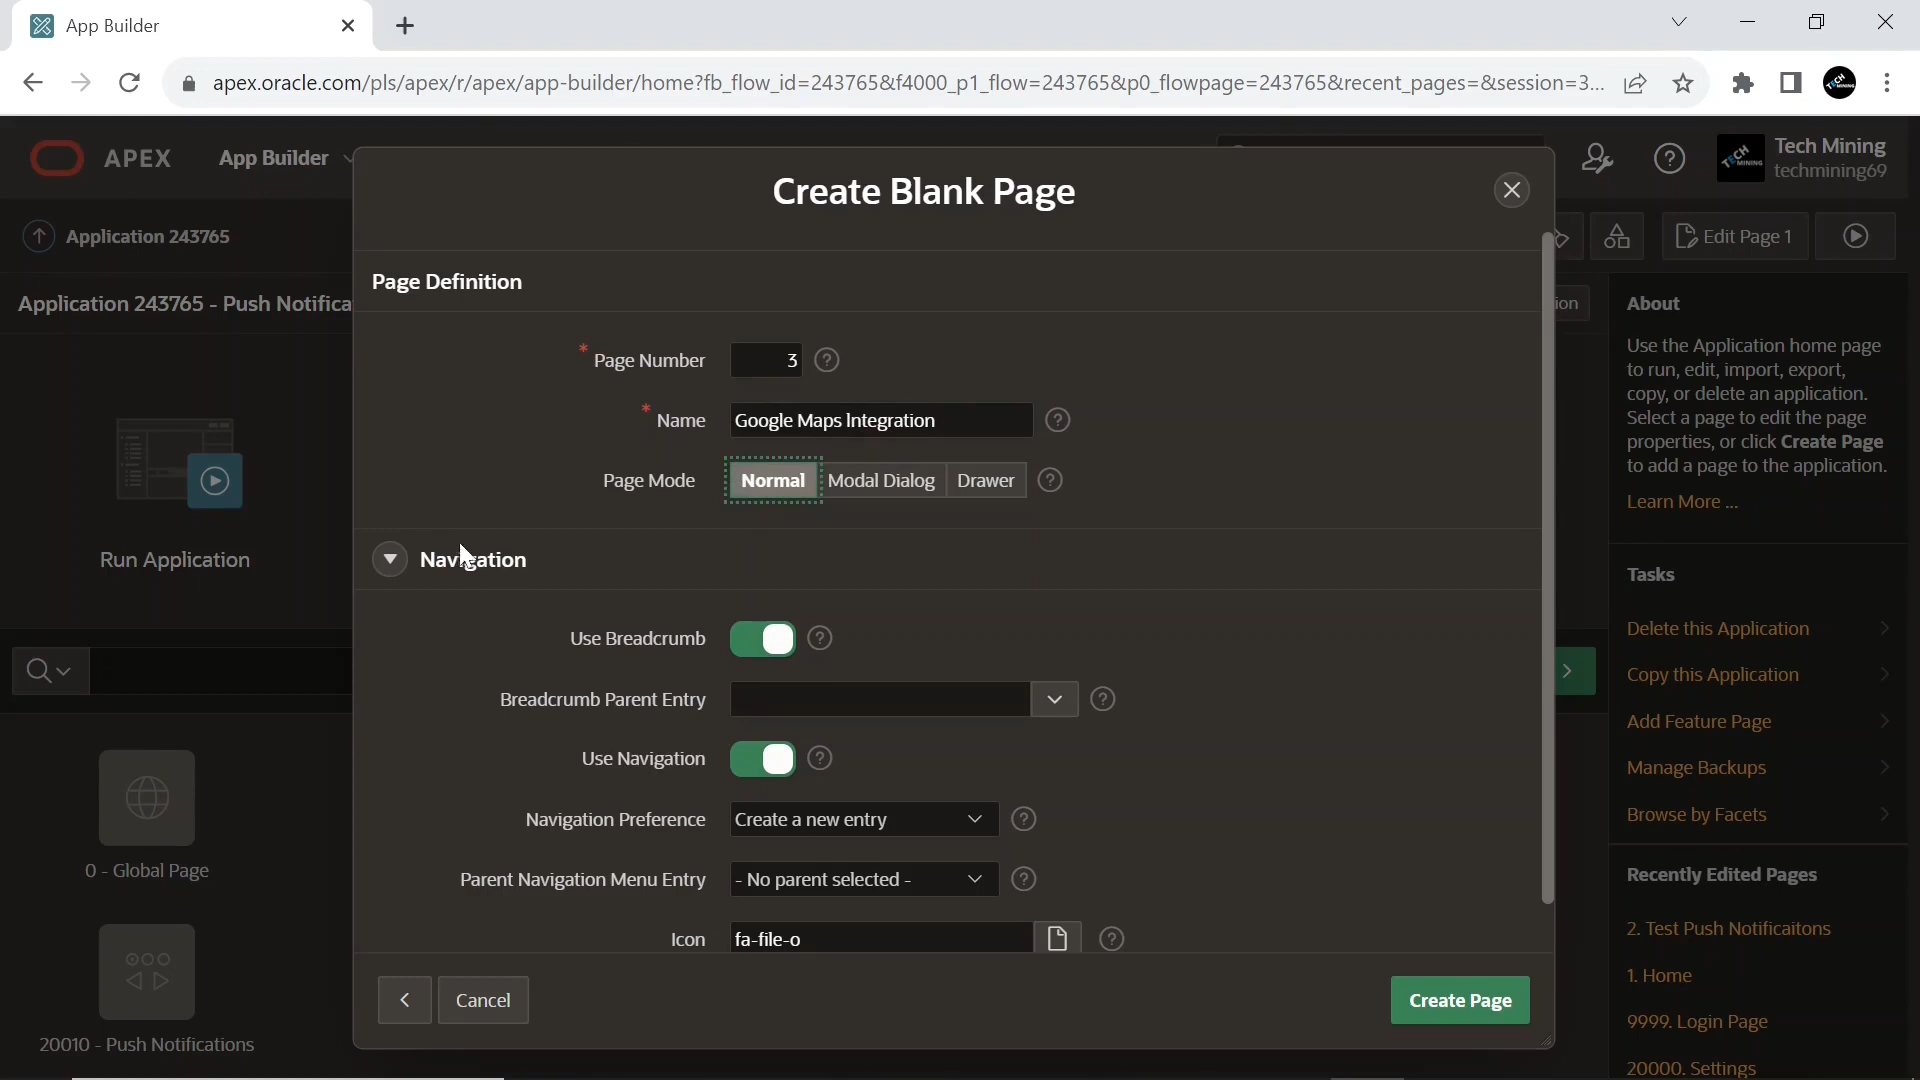 App Builder
apex.oracle.com/pls/apex/r/apex/app-builder/home?fb_flow_id=243765&f4000_p1_flow=243765&p0_flowpage=243765&recent_pages=&session=3...
APEX
App Builder
Tech Mining
techmining69
Application 243765
Edit Page 1
Application 243765 - Push Notifica
ion
Run Application
0 - Global Page
20010 - Push Notifications
Create Blank Page
Page Definition
* Page Number 3
* Name Google Maps Integration
Page Mode Normal Modal Dialog Drawer
Navigation
Use Breadcrumb
Breadcrumb Parent Entry
Use Navigation
Navigation Preference Create a new entry
Parent Navigation Menu Entry - No parent selected -
Icon fa-file-o
Cancel
Create Page
About
Use the Application home page
to run, edit, import, export,
copy, or delete an application.
Select a page to edit the page
properties, or click Create Page
to add a page to the application.
Learn More ...
Tasks
Delete this Application
Copy this Application
Add Feature Page
Manage Backups
Browse by Facets
Recently Edited Pages
2. Test Push Notificaitons
1. Home
9999. Login Page
20000. Settings